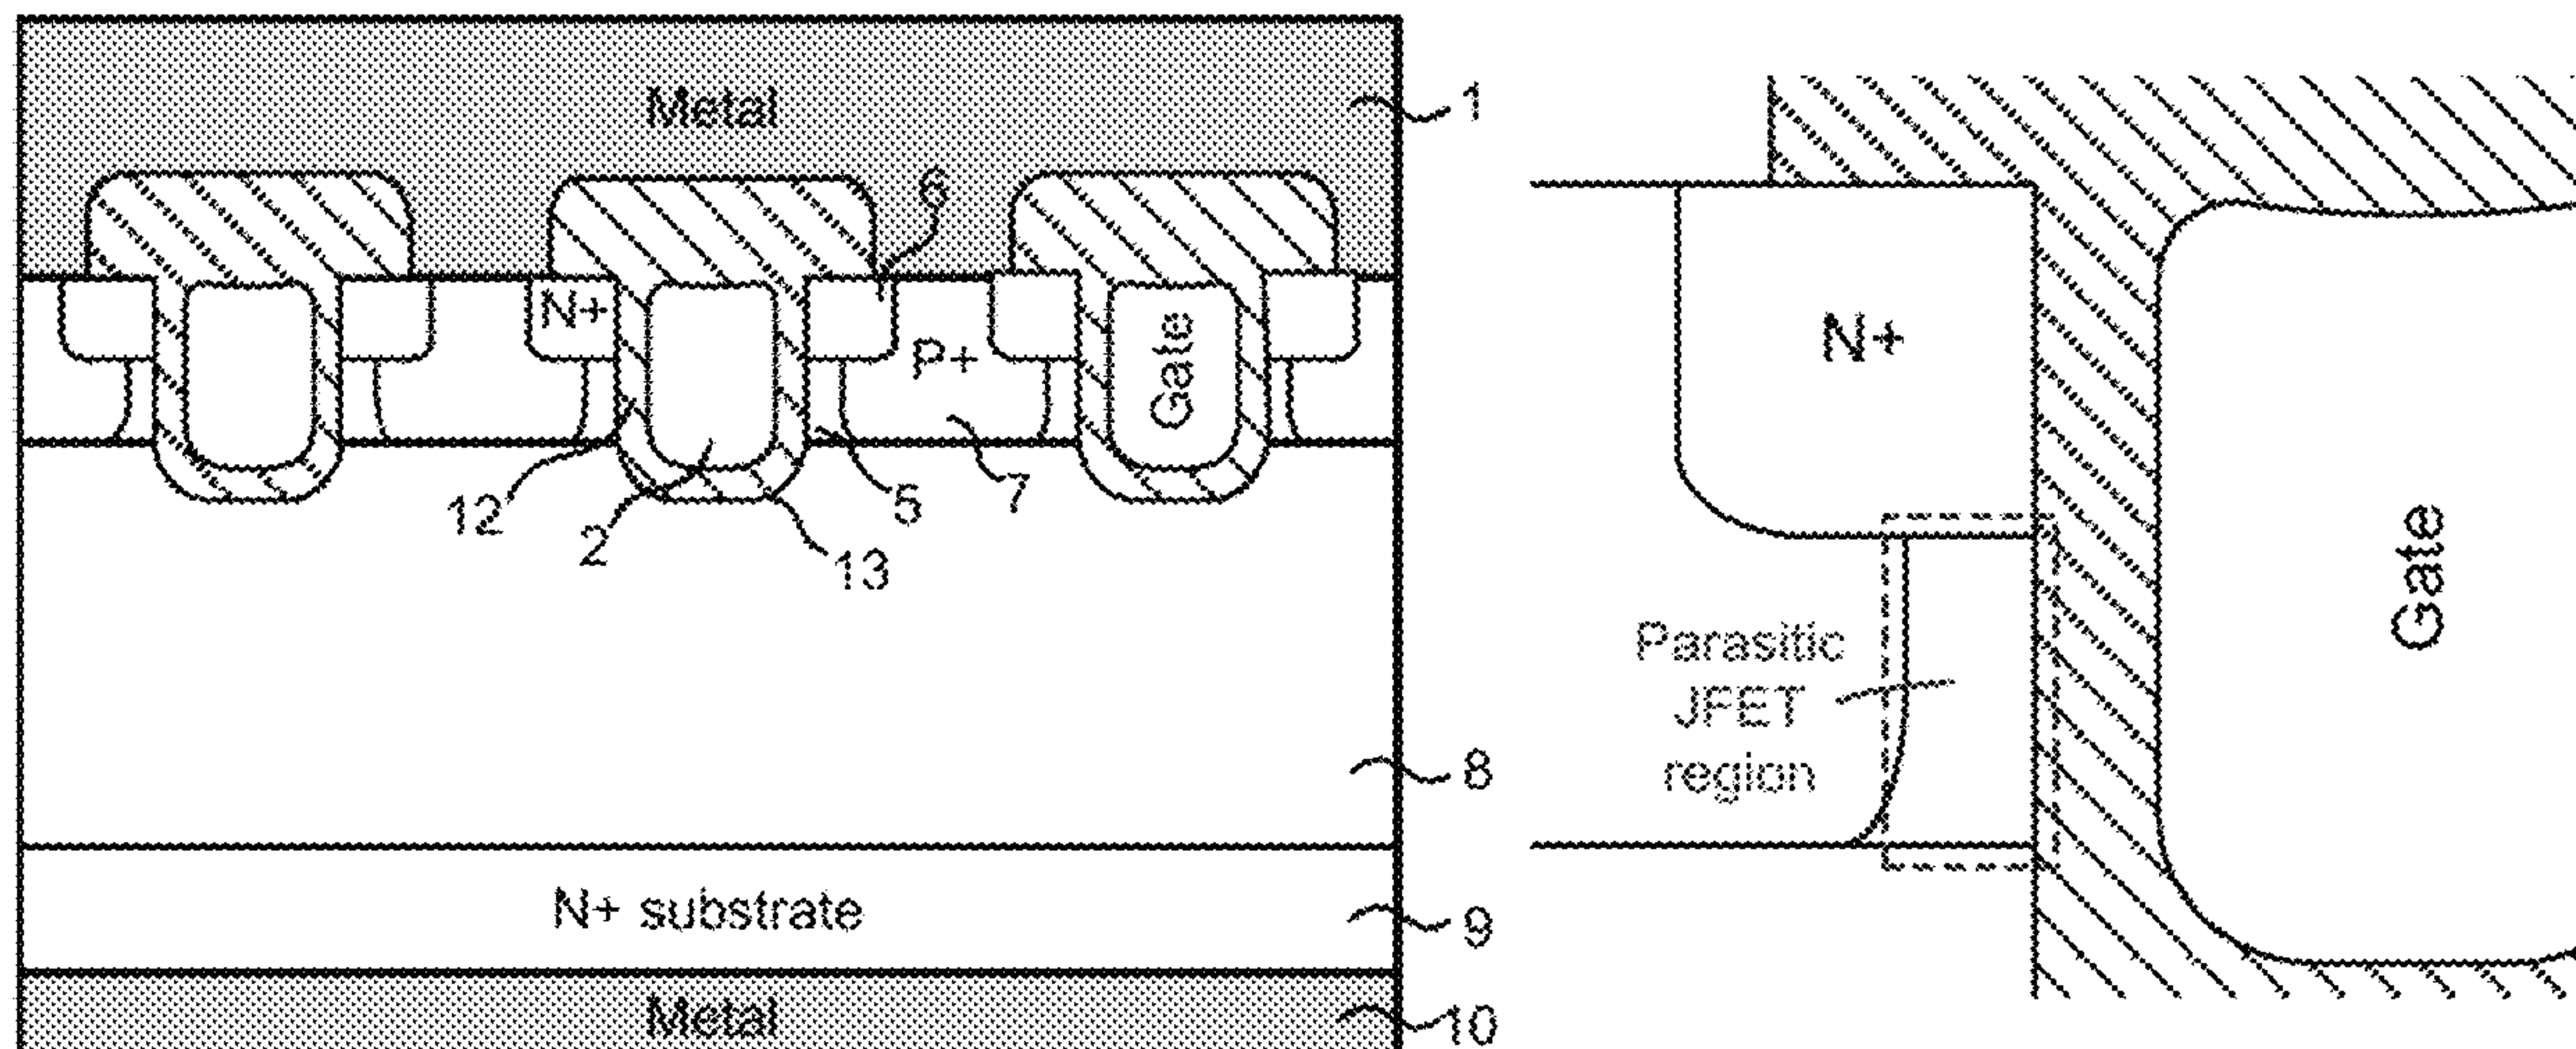 Metal
1
6
N+
P+
Gate
12
2
13
5
7
8
N+ substrate
9
Metal
10
N+
Gate
Parasitic
JFET
region